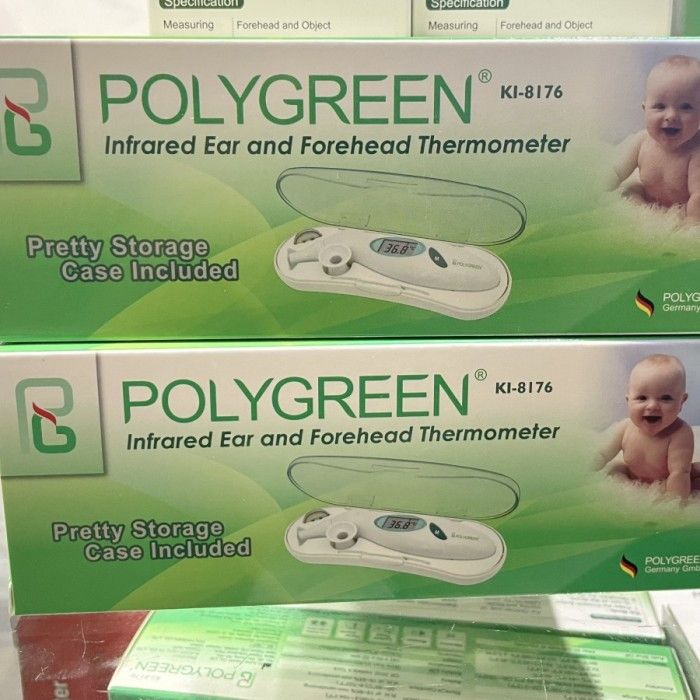 Specification
Measuring Forehead and Object
Specification
Measuring Forehead and Object
POLYGREEN® KI-8176
Infrared Ear and Forehead Thermometer
Pretty Storage
Case Included
36.8
POLYGREEN
POLYG
Germany
POLYGREEN® KI-8176
Infrared Ear and Forehead Thermometer
Pretty Storage
Case Included
36.8
POLYGREEN
POLYGREE
Germany Gmb
POLYGREEN